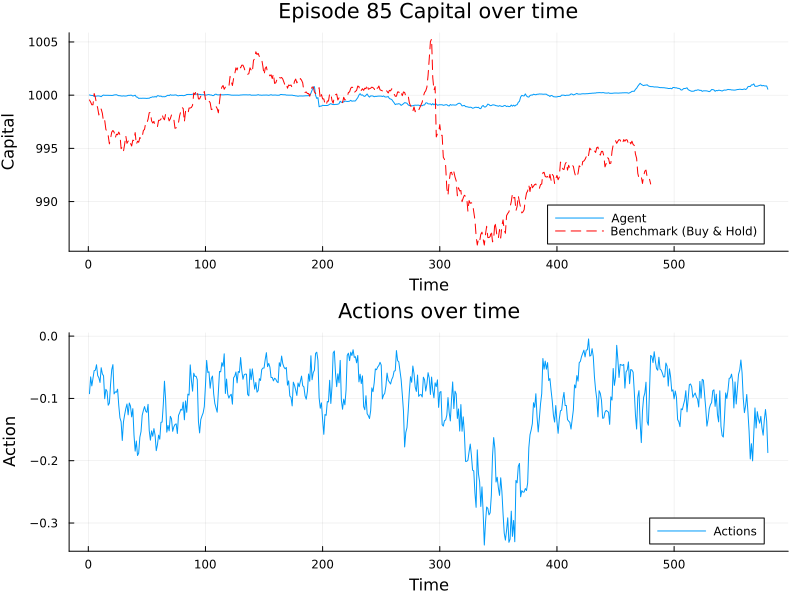 Episode 85 Capital over time
1005
1000
995
990
Capital
0 100 200 300 400 500
Time
Agent
Benchmark (Buy & Hold)
Actions over time
0.0
−0.1
−0.2
−0.3
Action
0 100 200 300 400 500
Time
Actions